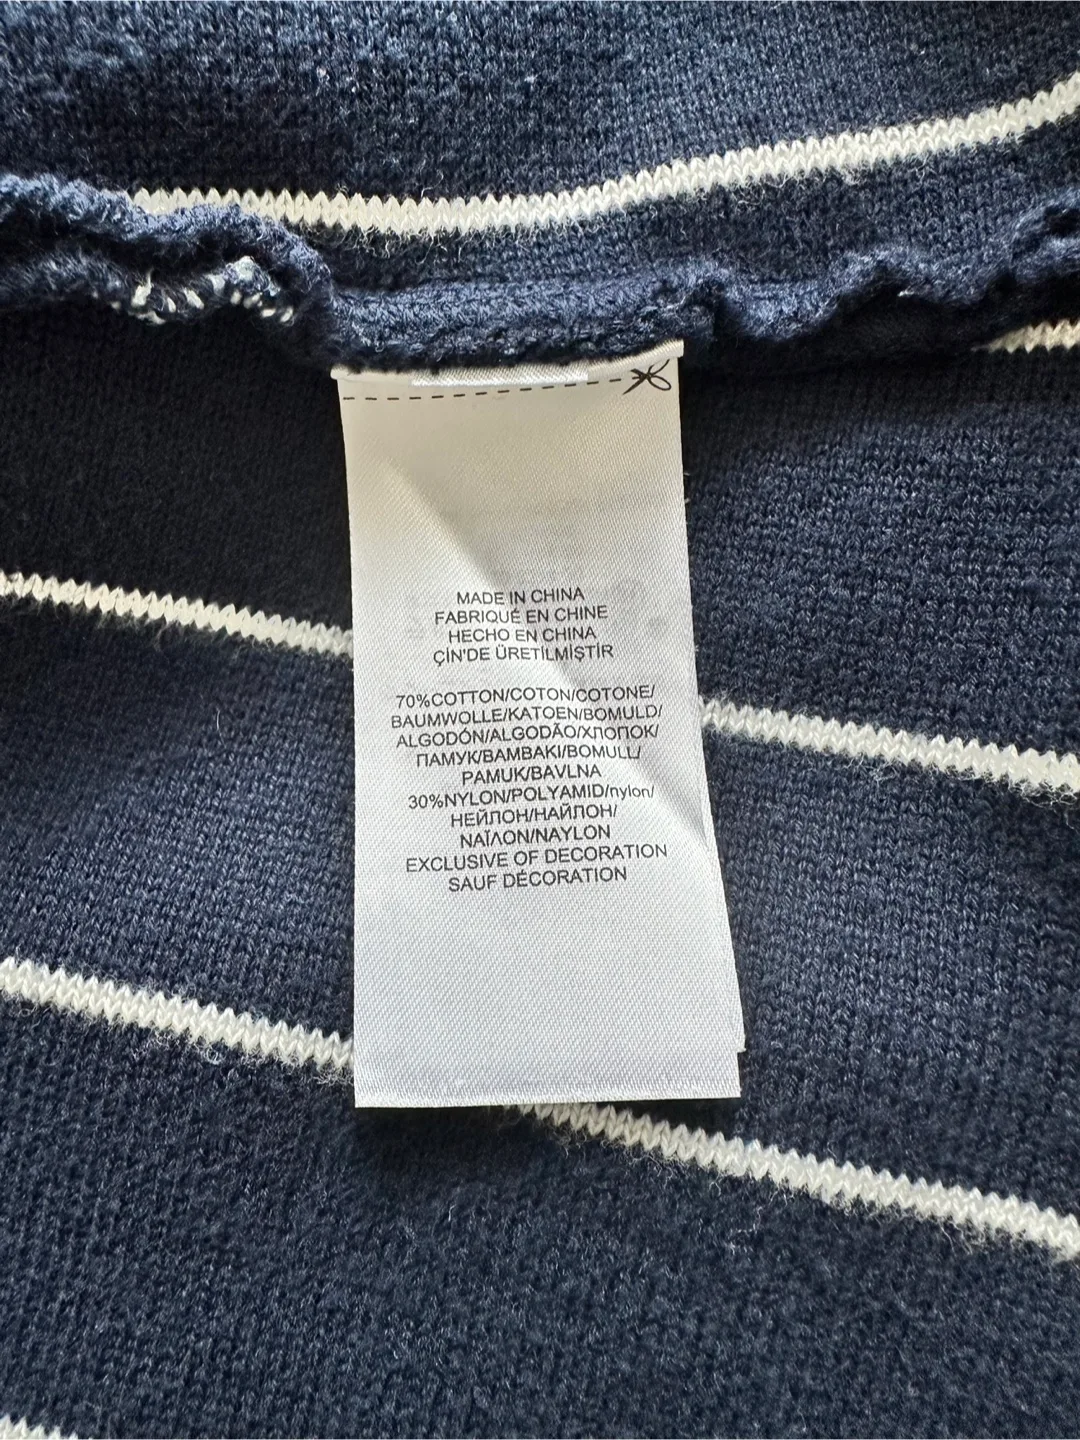 MADE IN CHINA
FABRIQUÉ EN CHINE
HECHO EN CHINA
ÇİN'DE ÜRETİLMİŞTİR
70%COTTON/COTON/COTONE/
BAUMWOLLE/KATOEN/BOMULD/
ALGODÓN/ALGODÃO/ХЛОПОК/
ПАМУК/ΒΑΜΒΑΚΙ/BOMULL/
PAMUK/BAVLNA
30%NYLON/POLYAMID/nylon/
НЕЙЛОН/НАЙЛОН/
ΝΑΪΛΟΝ/NAYLON
EXCLUSIVE OF DECORATION
SAUF DÉCORATION